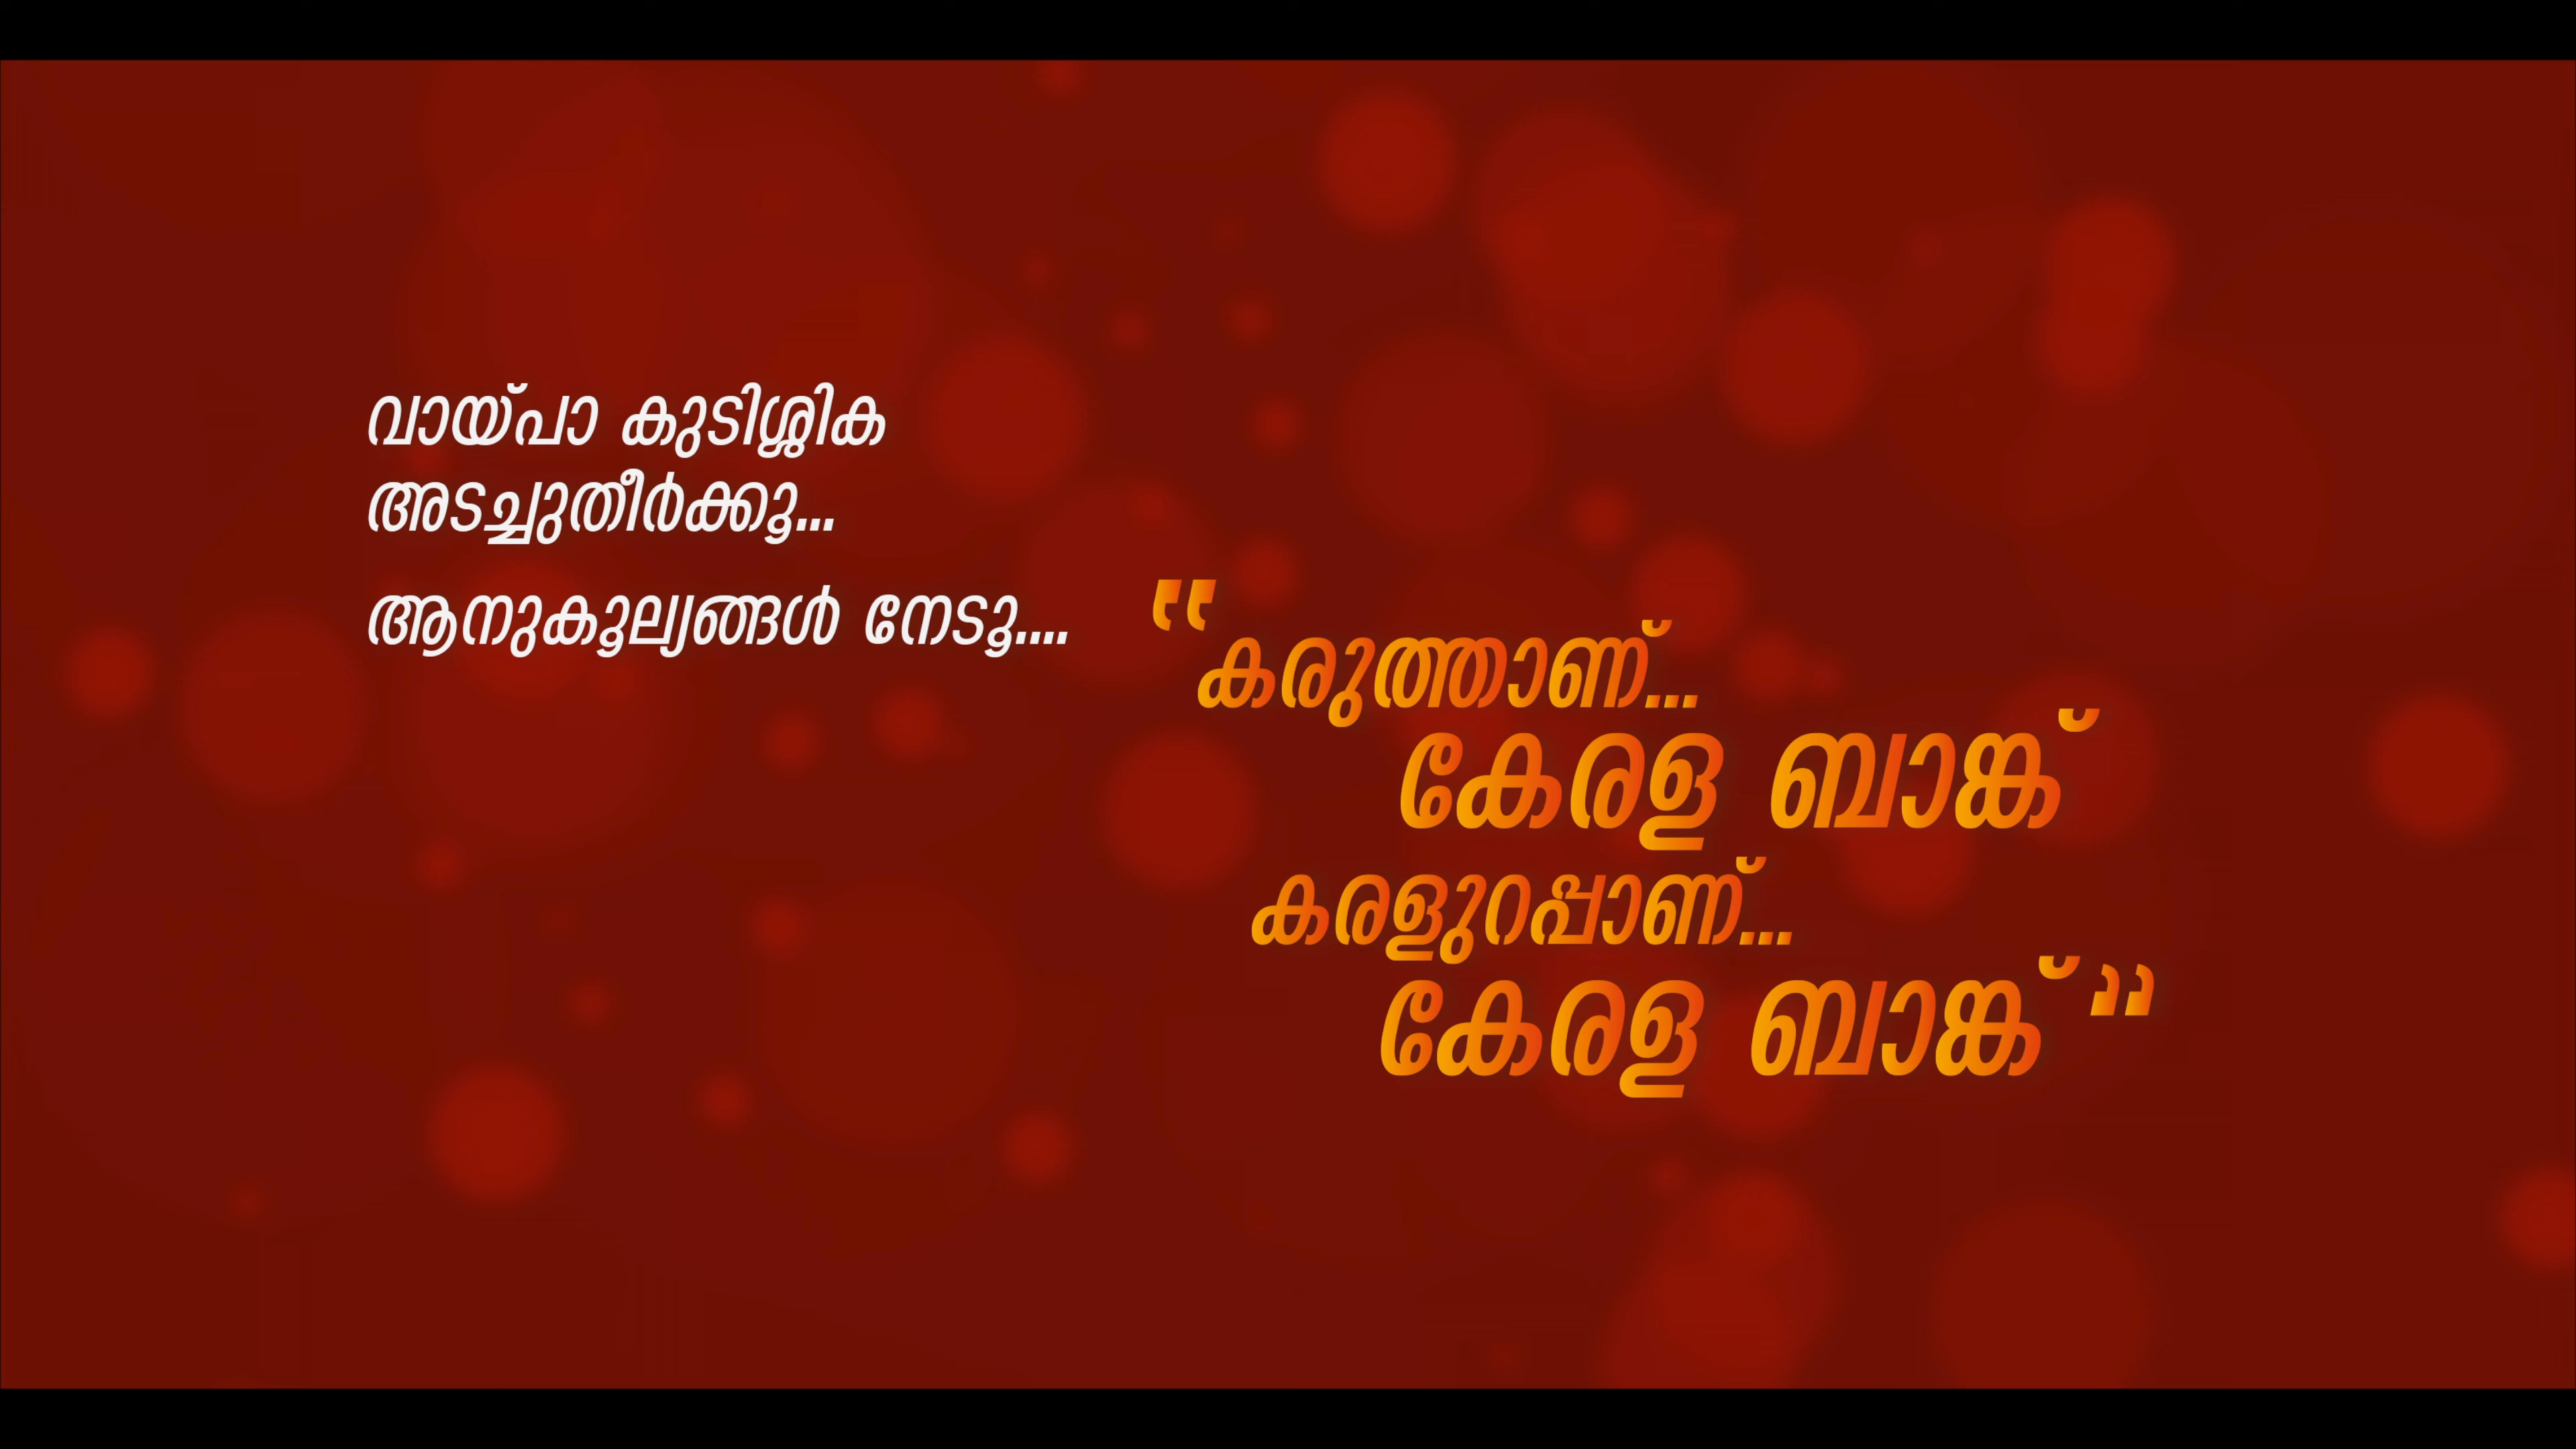 വായ്പാ കുടിശ്ശിക
അടച്ചുതീർക്കൂ...
ആനുകൂല്യങ്ങൾ നേടൂ....
"കരുത്താണ്...
കേരള ബാങ്ക്
കരളുറപ്പാണ്...
കേരള ബാങ്ക്"